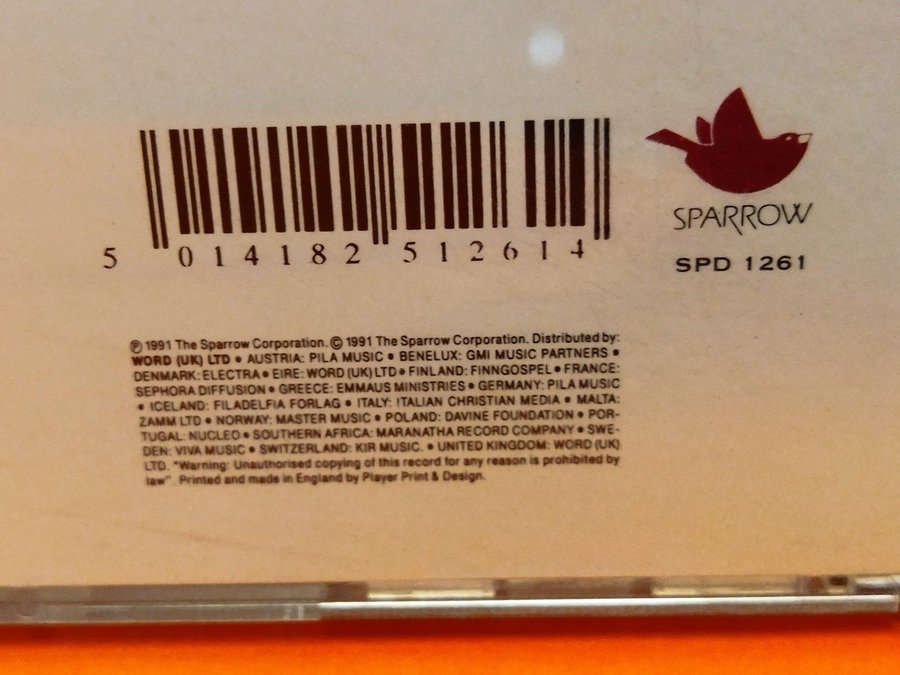 5 014182 512614
SPARROW
SPD 1261
℗ 1991 The Sparrow Corporation. © 1991 The Sparrow Corporation. Distributed by:
WORD (UK) LTD • AUSTRIA: PILA MUSIC • BENELUX: GMI MUSIC PARTNERS •
DENMARK: ELECTRA • EIRE: WORD (UK) LTD • FINLAND: FINNGOSPEL • FRANCE:
SEPHORA DIFFUSION • GREECE: EMMAUS MINISTRIES • GERMANY: PILA MUSIC
• ICELAND: FILADELFIA FORLAG • ITALY: ITALIAN CHRISTIAN MEDIA • MALTA:
ZAMM LTD • NORWAY: MASTER MUSIC • POLAND: DAVINE FOUNDATION • POR-
TUGAL: NUCLEO • SOUTHERN AFRICA: MARANATHA RECORD COMPANY • SWE-
DEN: VIVA MUSIC • SWITZERLAND: KIR MUSIC. • UNITED KINGDOM: WORD (UK)
LTD. "Warning: Unauthorised copying of this record for any reason is prohibited by
law". Printed and made in England by Player Print & Design.